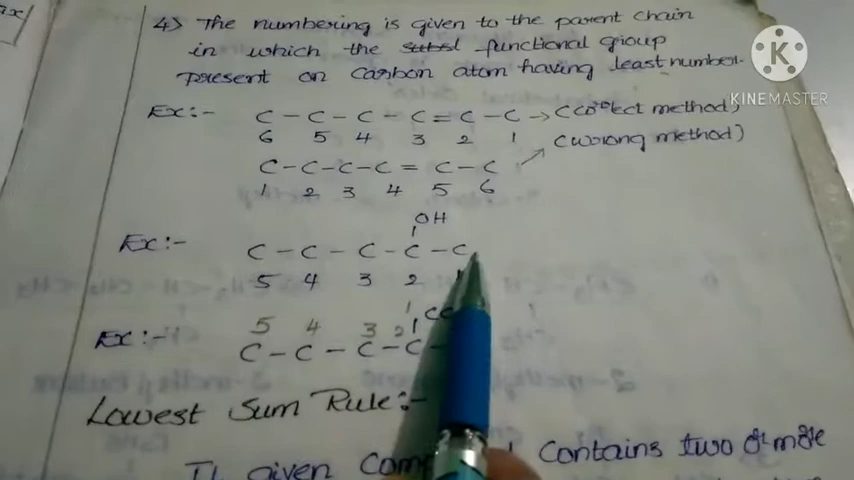 4) The numbering is given to the parent chain
in which the functional group
present on carbon atom having least number.
KINEMASTER
Ex:- C - C - C - C = C - C → (Correct method)
6 5 4 3 2 1
(wrong method)
C - C - C - C = C - C
1 2 3 4 5 6
OH
Ex:- C - C - C - C - C
5 4 3 2 1
1
Ex:- 5 4 3 2
C - C - C - C -
Lowest Sum Rule:-
If given contains two or more